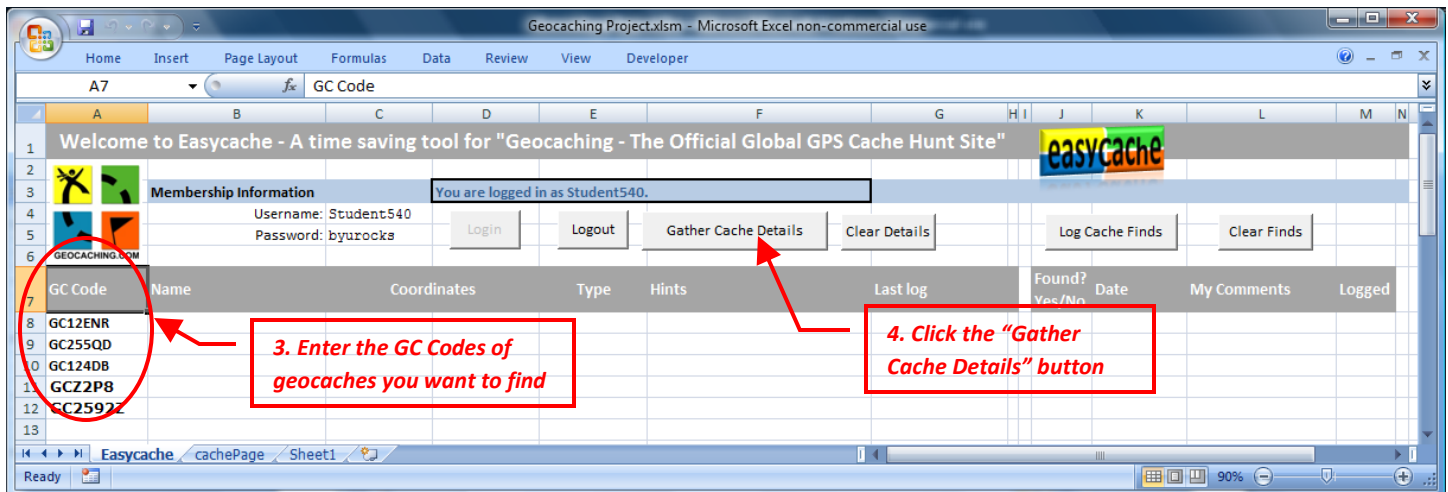 Geocaching Project.xlsm - Microsoft Excel non-commercial use
Home Insert Page Layout Formulas Data Review View Developer
A7 fx GC Code
A B C D E F G H I J K L M N
1 Welcome to Easycache - A time saving tool for "Geocaching - The Official Global GPS Cache Hunt Site" easycache
2
3 Membership Information You are logged in as Student540.
4 Username: Student540
5 Password: byurocks
Login Logout Gather Cache Details Clear Details Log Cache Finds Clear Finds
6 GEOCACHING.COM
7 GC Code Name Coordinates Type Hints Last log Found? Yes/No Date My Comments Logged
8 GC12ENR
9 GC255QD
10 GC124DB
11 GCZ2P8
12 GC2592Z
13
3. Enter the GC Codes of
geocaches you want to find
4. Click the “Gather
Cache Details” button
Easycache cachePage Sheet1
Ready 90%